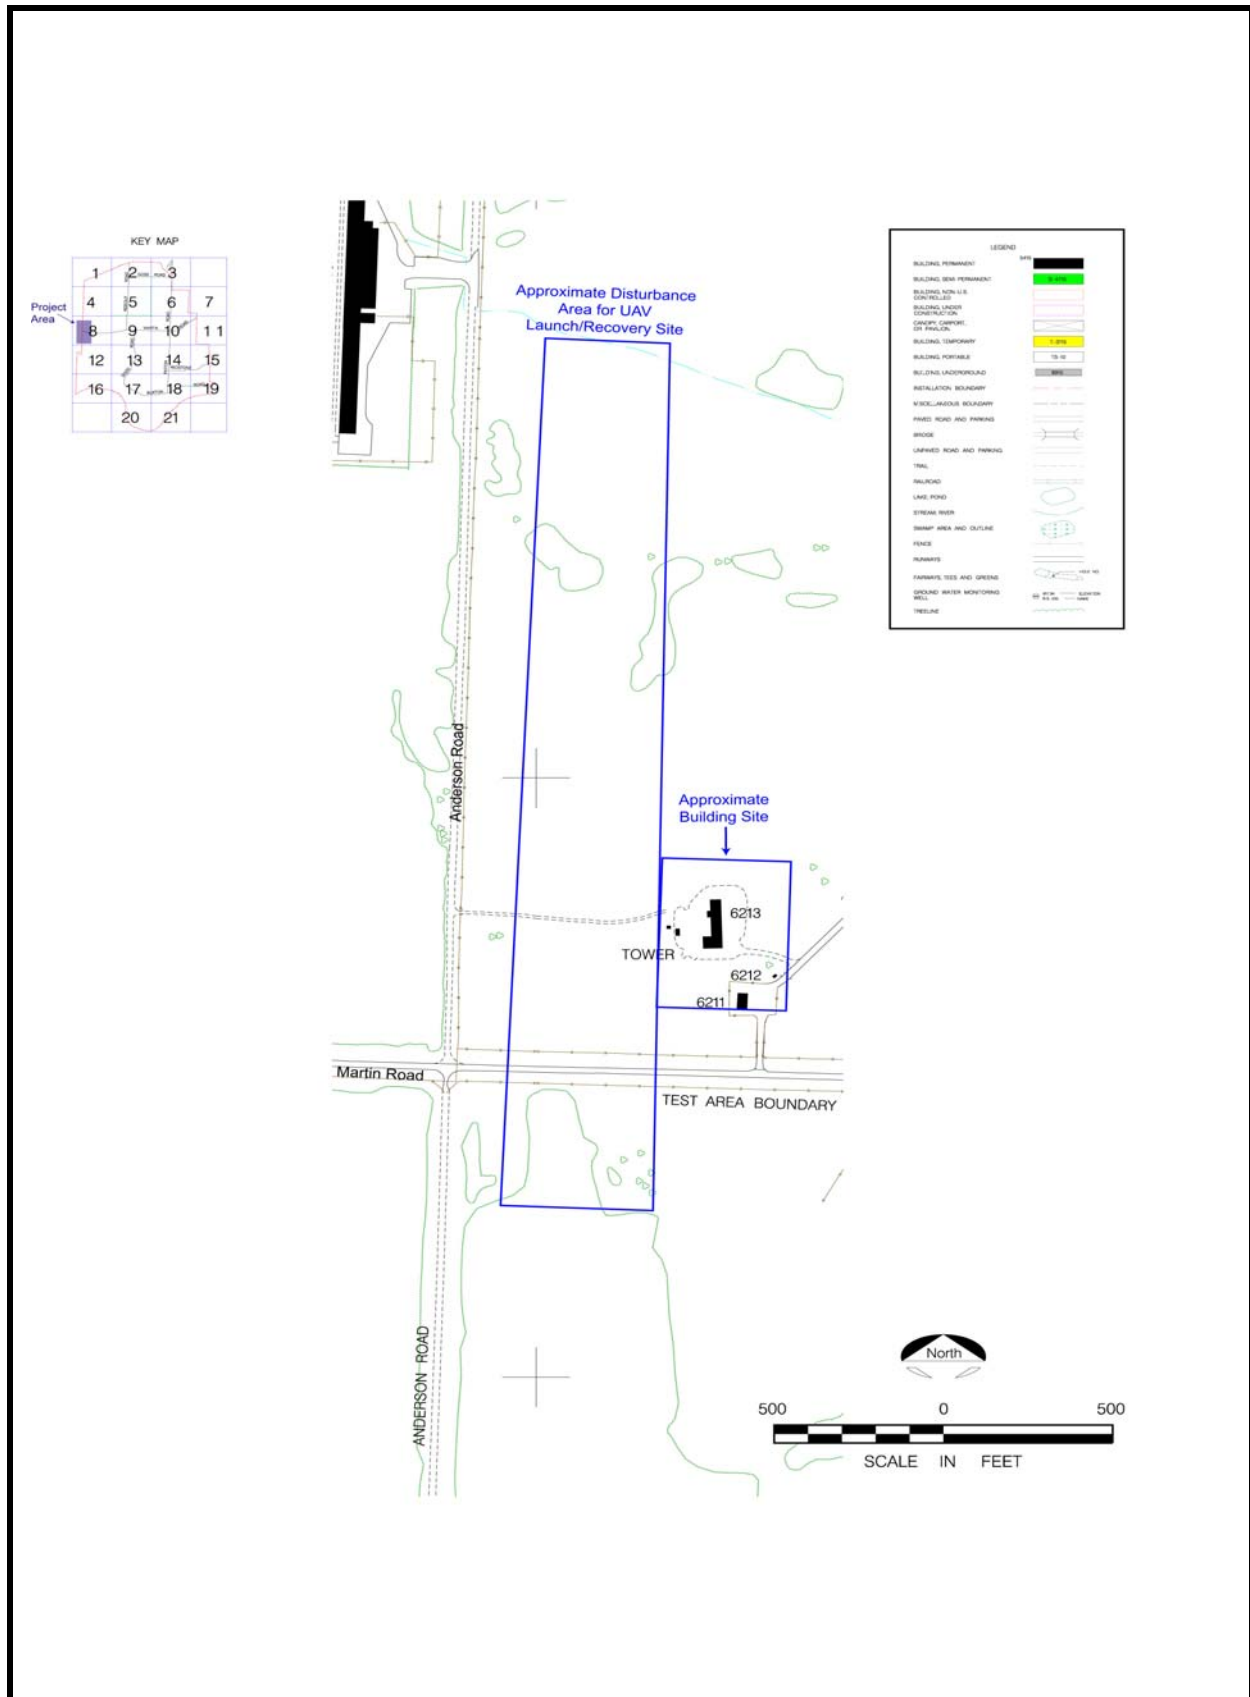 KEY MAP
1 2 3
4 5 6 7
8 9 10 11
12 13 14 15
16 17 18 19
20 21
Project
Area
Approximate Disturbance
Area for UAV
Launch/Recovery Site
LEGEND
BUILDING, PERMANENT
BUILDING, SEMI-PERMANENT
BUILDING, NON-U.S.
CONTROLLED
BUILDING, UNDER
CONSTRUCTION
CANOPY, CARPORT,
OR PAVILION
BUILDING, TEMPORARY
BUILDING, PORTABLE
BUILDING, UNDERGROUND
INSTALLATION BOUNDARY
MISCELLANEOUS BOUNDARY
PAVED ROAD AND PARKING
BRIDGE
UNPAVED ROAD AND PARKING
TRAIL
RAILROAD
LAKE, POND
STREAM, RIVER
SWAMP AREA AND OUTLINE
FENCE
RUNWAYS
FAIRWAYS, TEES AND GREENS
HOLE NO.
GROUND WATER MONITORING
WELL
ELEVATION
NAME
TREELINE
Anderson Road
Approximate
Building Site
6213
TOWER
6212
6211
Martin Road
TEST AREA BOUNDARY
ANDERSON ROAD
North
500 0 500
SCALE IN FEET